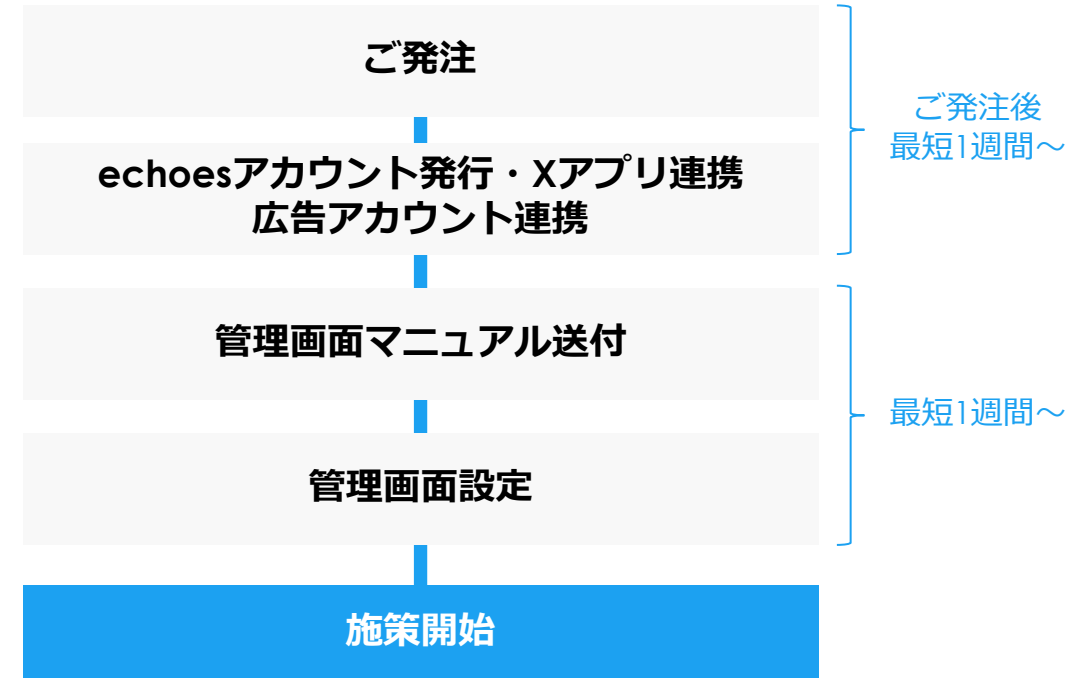 ご発注
ご発注後
最短1週間～
echoesアカウント発行・Xアプリ連携
広告アカウント連携
管理画面マニュアル送付
最短1週間～
管理画面設定
施策開始